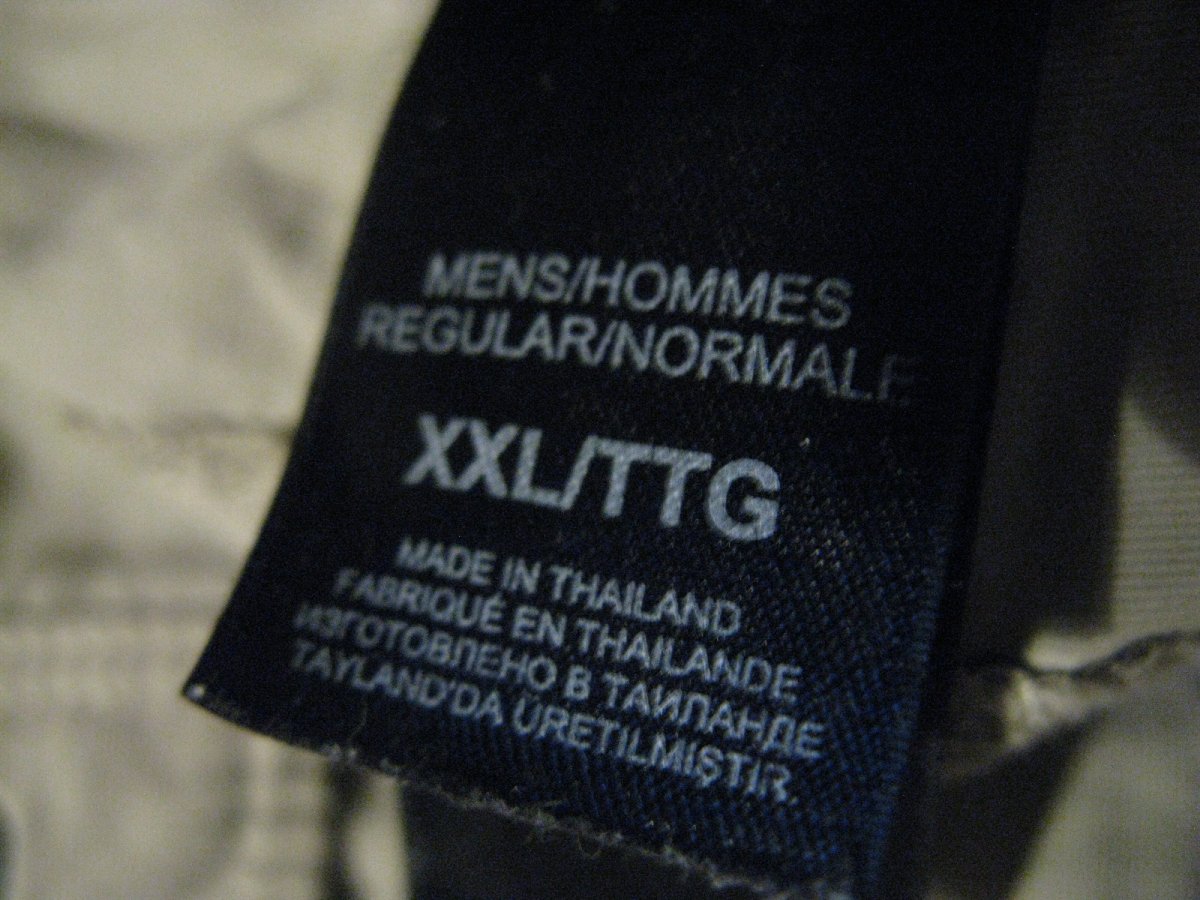 MENS/HOMMES
REGULAR/NORMALE
XXL/TTG
MADE IN THAILAND
FABRIQUÉ EN THAILANDE
ИЗГОТОВЛЕНО В ТАИЛАНДЕ
TAYLAND'DA ÜRETILMIŞTIR